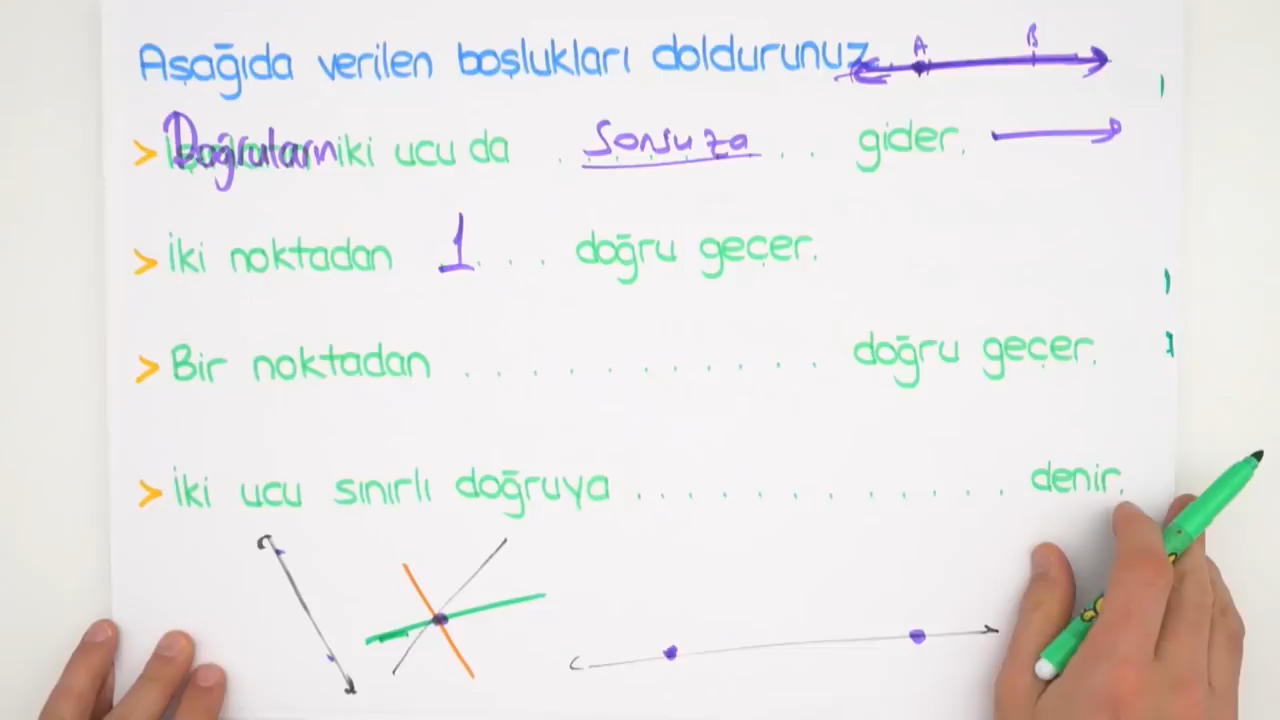 Aşağıda verilen boşlukları doldurunuz.
A B
> Doğruların iki ucu da . Sonsuza . . gider.
> İki noktadan 1 . . . doğru geçer.
> Bir noktadan . . . . . . . . . . . doğru geçer.
> İki ucu sınırlı doğruya . . . . . . . . . . . . denir.